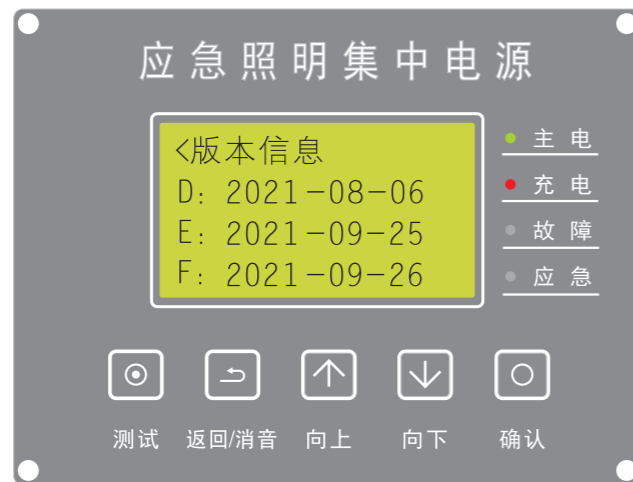 应急照明集中电源
<版本信息
D: 2021-08-06
E: 2021-09-25
F: 2021-09-26
主电
充电
故障
应急
测试 返回/消音 向上 向下 确认